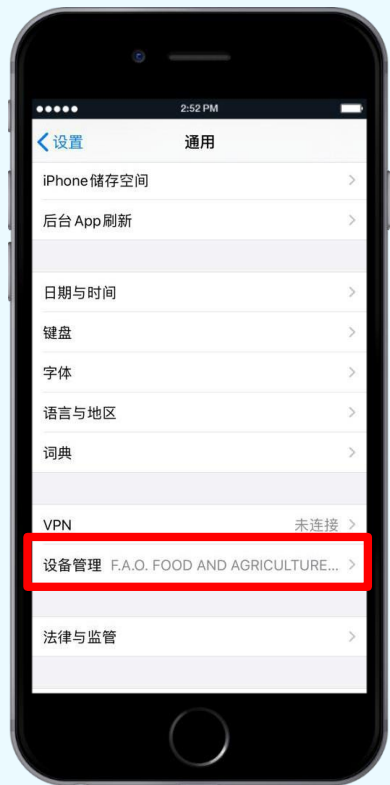 2:52 PM
设置
通用
iPhone储存空间
后台App刷新
日期与时间
键盘
字体
语言与地区
词典
VPN 未连接
设备管理 F.A.O. FOOD AND AGRICULTURE...
法律与监管